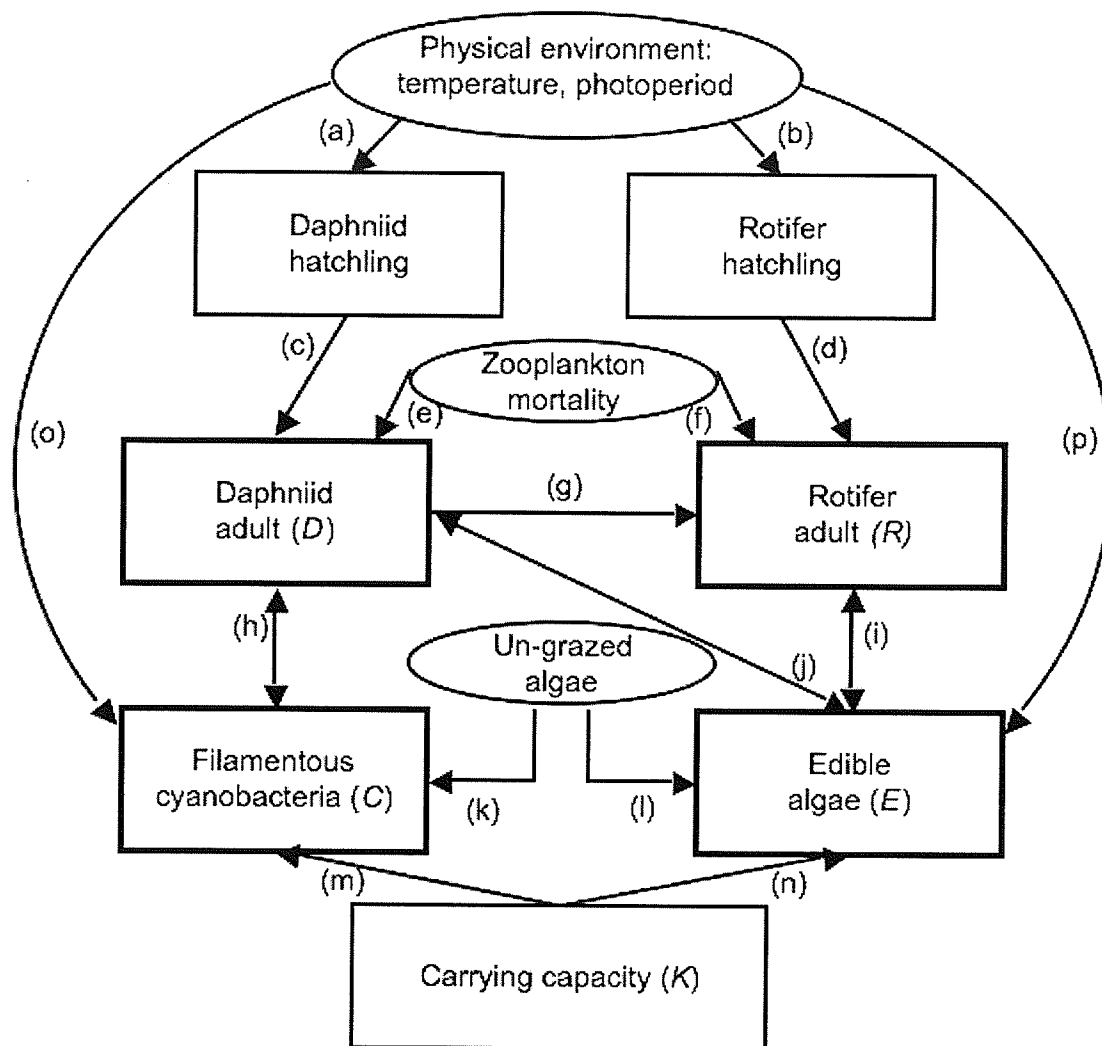 Physical environment:
temperature, photoperiod
(a)
(b)
Daphniid
hatchling
Rotifer
hatchling
(c)
(d)
Zooplankton
mortality
(e)
(f)
(o)
(p)
Daphniid
adult (D)
(g)
Rotifer
adult (R)
(h)
Un-grazed
algae
(j)
(i)
Filamentous
cyanobacteria (C)
(k)
(l)
Edible
algae (E)
(m)
(n)
Carrying capacity (K)